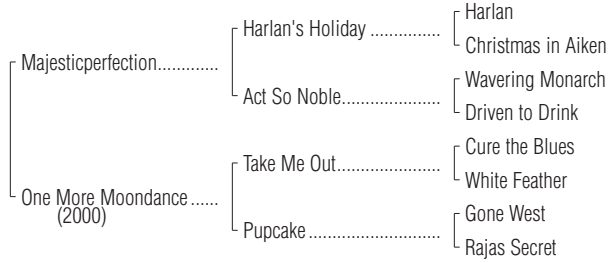 Harlan
Harlan's Holiday ...............
Christmas in Aiken
Majesticperfection.............
Wavering Monarch
Act So Noble.....................
Driven to Drink
Cure the Blues
Take Me Out......................
White Feather
One More Moondance ......
(2000)
Gone West
Pupcake ............................
Rajas Secret